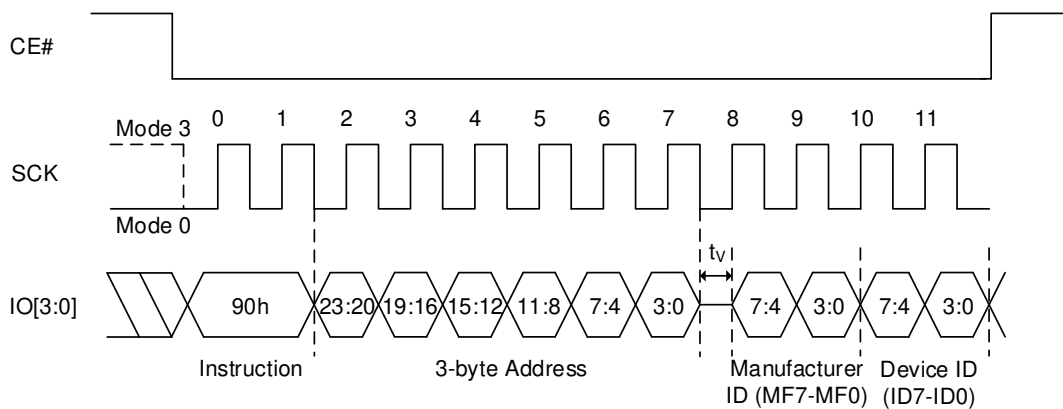 CE#
0 1 2 3 4 5 6 7 8 9 10 11
Mode 3
SCK
Mode 0
tV
IO[3:0]
90h 23:20 19:16 15:12 11:8 7:4 3:0 7:4 3:0 7:4 3:0
Instruction 3-byte Address Manufacturer Device ID
ID (MF7-MF0) (ID7-ID0)